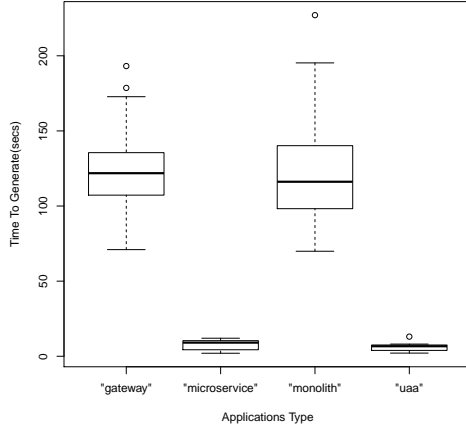 Time To Generate(secs)
200
150
100
50
0
"gateway" "microservice" "monolith" "uaa"
Applications Type